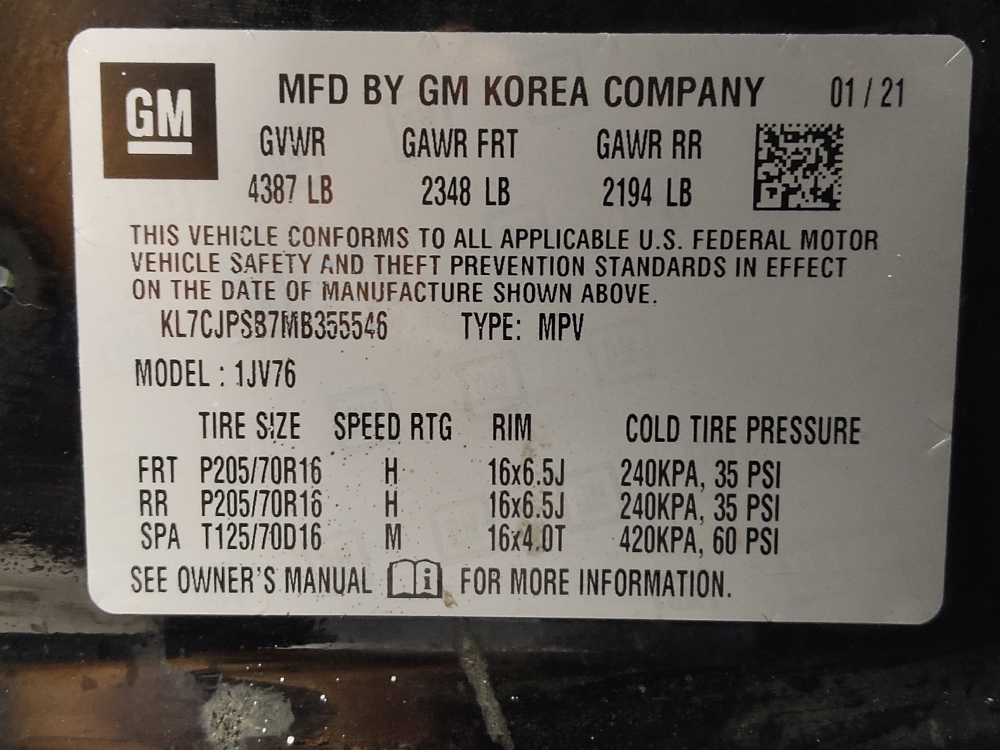 GM MFD BY GM KOREA COMPANY 01/21
GVWR GAWR FRT GAWR RR
4387 LB 2348 LB 2194 LB
THIS VEHICLE CONFORMS TO ALL APPLICABLE U.S. FEDERAL MOTOR
VEHICLE SAFETY AND THEFT PREVENTION STANDARDS IN EFFECT
ON THE DATE OF MANUFACTURE SHOWN ABOVE.
KL7CJPSB7MB355546 TYPE: MPV
MODEL : 1JV76
TIRE SIZE SPEED RTG RIM COLD TIRE PRESSURE
FRT P205/70R16 H 16x6.5J 240KPA, 35 PSI
RR P205/70R16 H 16x6.5J 240KPA, 35 PSI
SPA T125/70D16 M 16x4.0T 420KPA, 60 PSI
SEE OWNER'S MANUAL i FOR MORE INFORMATION.